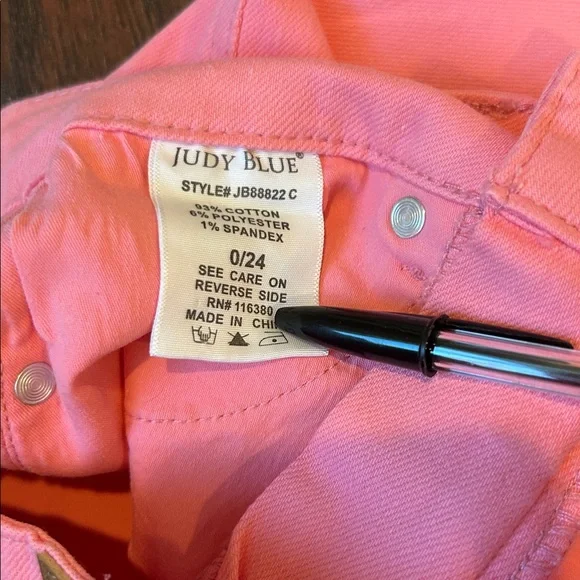 JUDY BLUE®
STYLE# JB88822 C
93% COTTON
6% POLYESTER
1% SPANDEX
0/24
SEE CARE ON
REVERSE SIDE
RN# 116380
MADE IN CHI